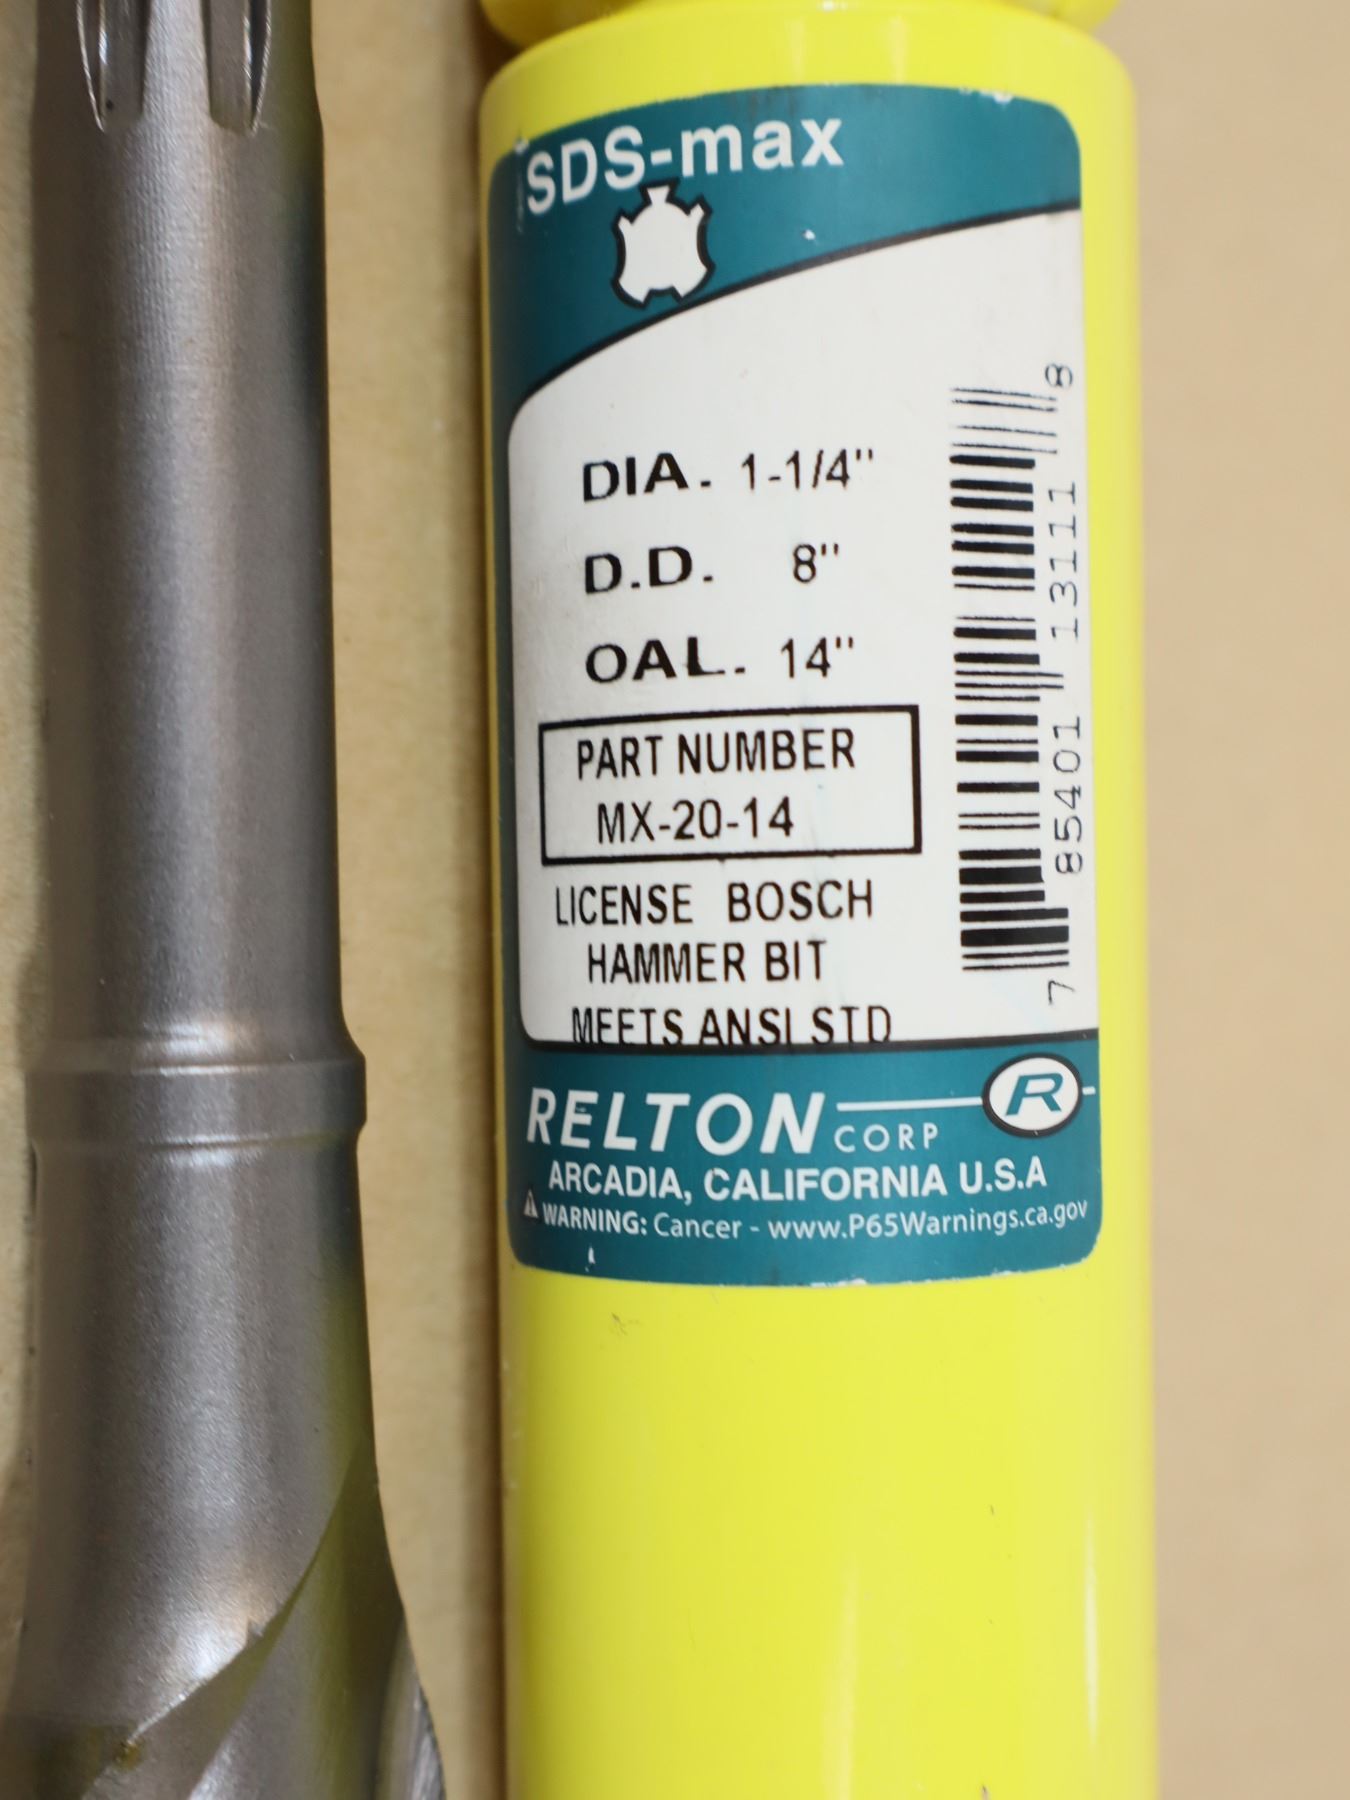 SDS-max
DIA. 1-1/4"
D.D. 8"
OAL. 14"
PART NUMBER
MX-20-14
LICENSE BOSCH
HAMMER BIT
MEETS ANSI STD
7 85401 13111 8
RELTON CORP R
ARCADIA, CALIFORNIA U.S.A
WARNING: Cancer - www.P65Warnings.ca.gov